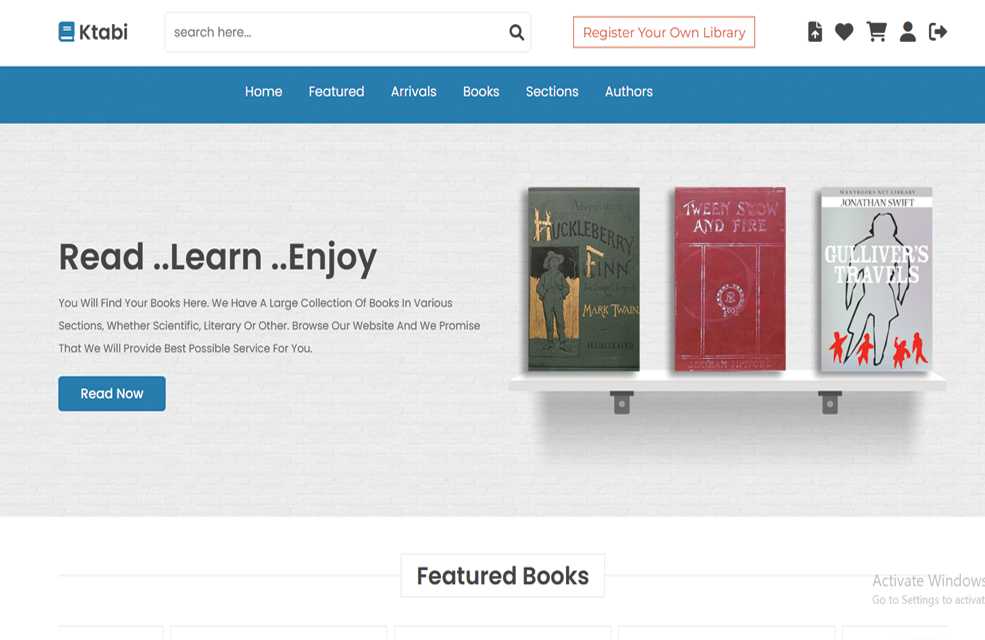 Ktabi
search here...
Register Your Own Library
Home Featured Arrivals Books Sections Authors
Read ..Learn ..Enjoy
You Will Find Your Books Here. We Have A Large Collection Of Books In Various
Sections, Whether Scientific, Literary Or Other. Browse Our Website And We Promise
That We Will Provide Best Possible Service For You.
Read Now
HUCKLEBERRY
FINN
MARK TWAIN
ILLUSTRATED
TWEEN SNOW
AND FIRE
MANYBOOKS.NET LIBRARY
JONATHAN SWIFT
GULLIVER'S
TRAVELS
Featured Books
Activate Windows
Go to Settings to activat